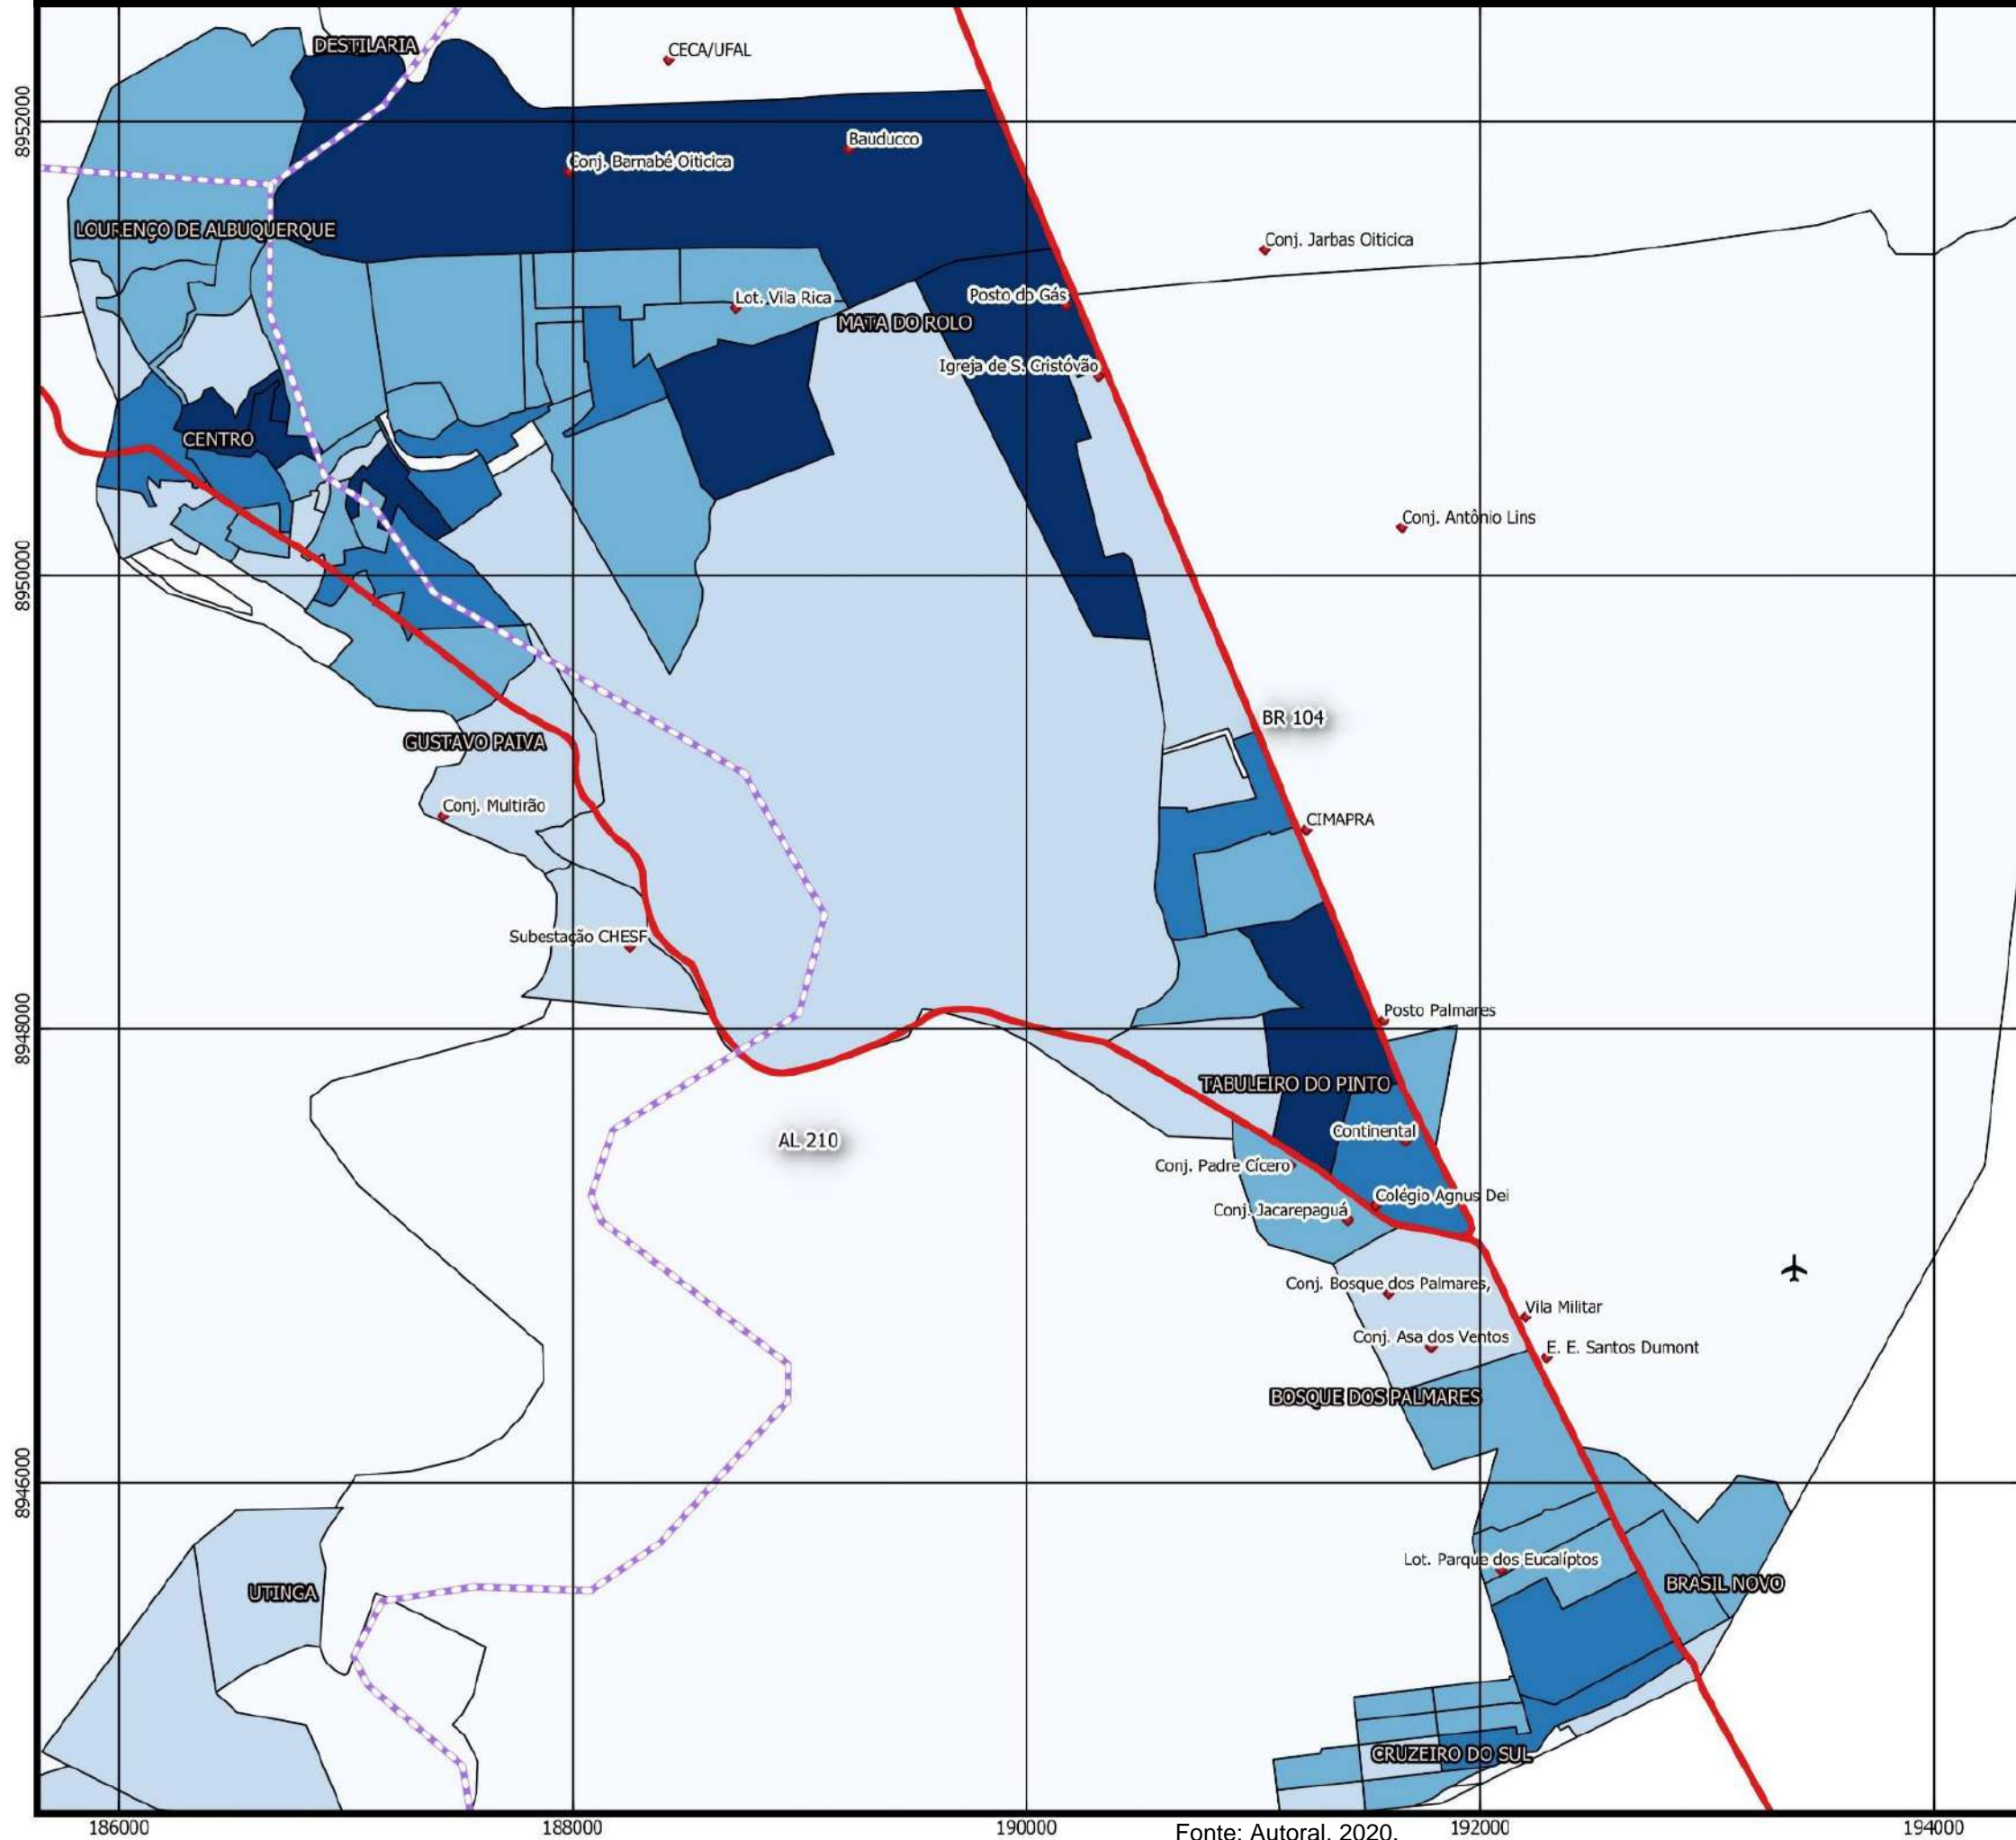 DESTILARIA
CECA/UFAL
8952000
Bauducco
Conj. Barnabé Oiticica
LOURENÇO DE ALBUQUERQUE
Conj. Jarbas Oiticica
Lot. Vila Rica
Posto do Gás
MATA DO ROLO
Igreja de S. Cristóvão
CENTRO
Conj. Antônio Lins
8950000
BR 104
GUSTAVO PAIVA
Conj. Multirão
CIMAPRA
Subestação CHESF
8948000
Posto Palmares
TABULEIRO DO PINTO
Continental
AL 210
Conj. Padre Cícero
Colégio Agnus Dei
Conj. Jacarepaguá
Conj. Bosque dos Palmares,
Vila Militar
Conj. Asa dos Ventos
E. E. Santos Dumont
BOSQUE DOS PALMARES
8946000
Lot. Parque dos Eucalíptos
UTINGA
BRASIL NOVO
CRUZEIRO DO SUL
186000
188000
190000
192000
194000
Fonte: Autoral, 2020.